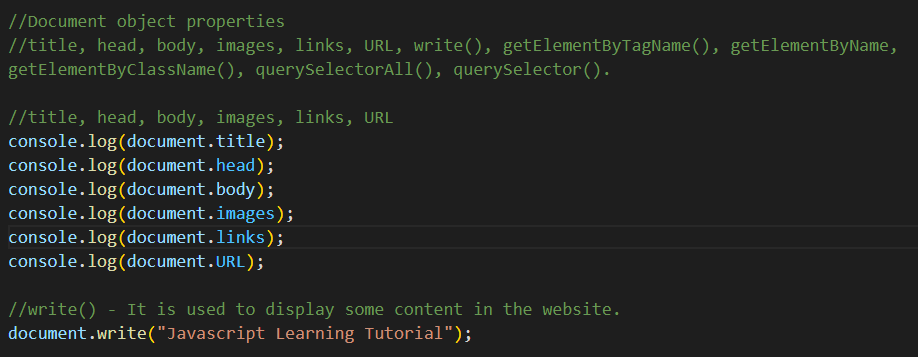 //Document object properties
//title, head, body, images, links, URL, write(), getElementByTagName(), getElementByName,
getElementByClassName(), querySelectorAll(), querySelector().
//title, head, body, images, links, URL
console.log(document.title);
console.log(document.head);
console.log(document.body);
console.log(document.images);
console.log(document.links);
console.log(document.URL);
//write() - It is used to display some content in the website.
document.write("Javascript Learning Tutorial");